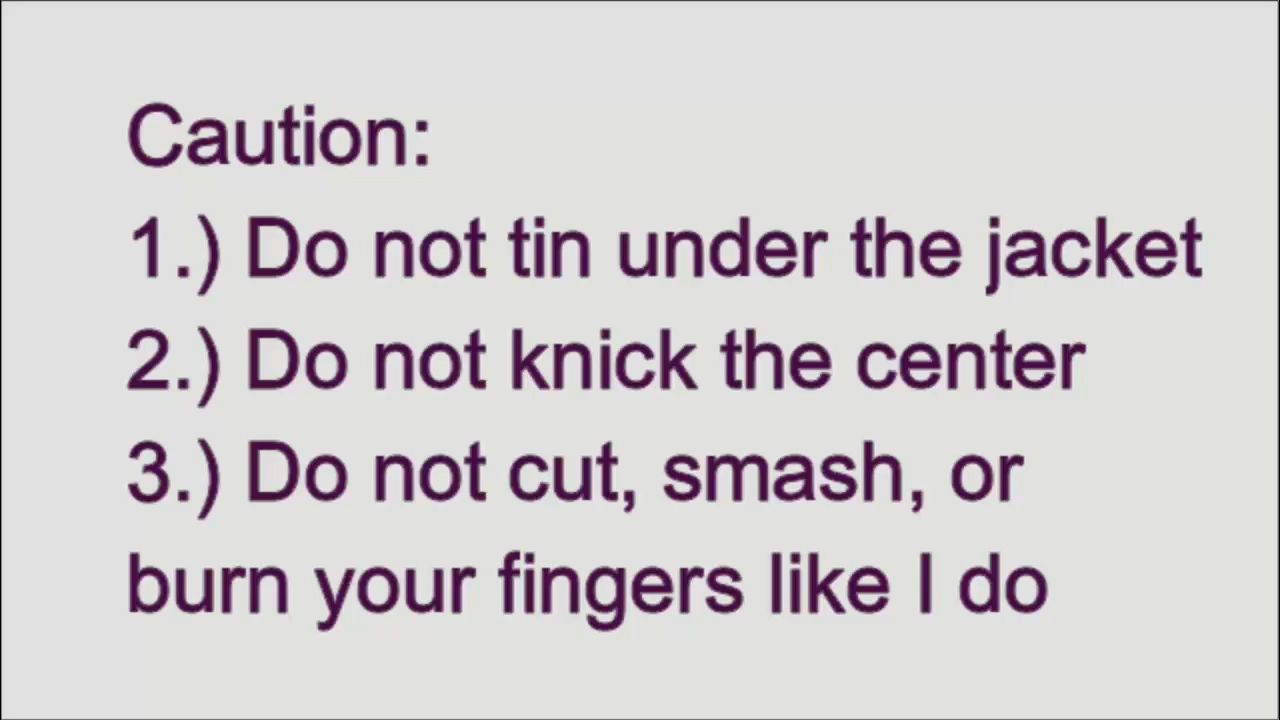 Caution:
1.) Do not tin under the jacket
2.) Do not knick the center
3.) Do not cut, smash, or
burn your fingers like I do